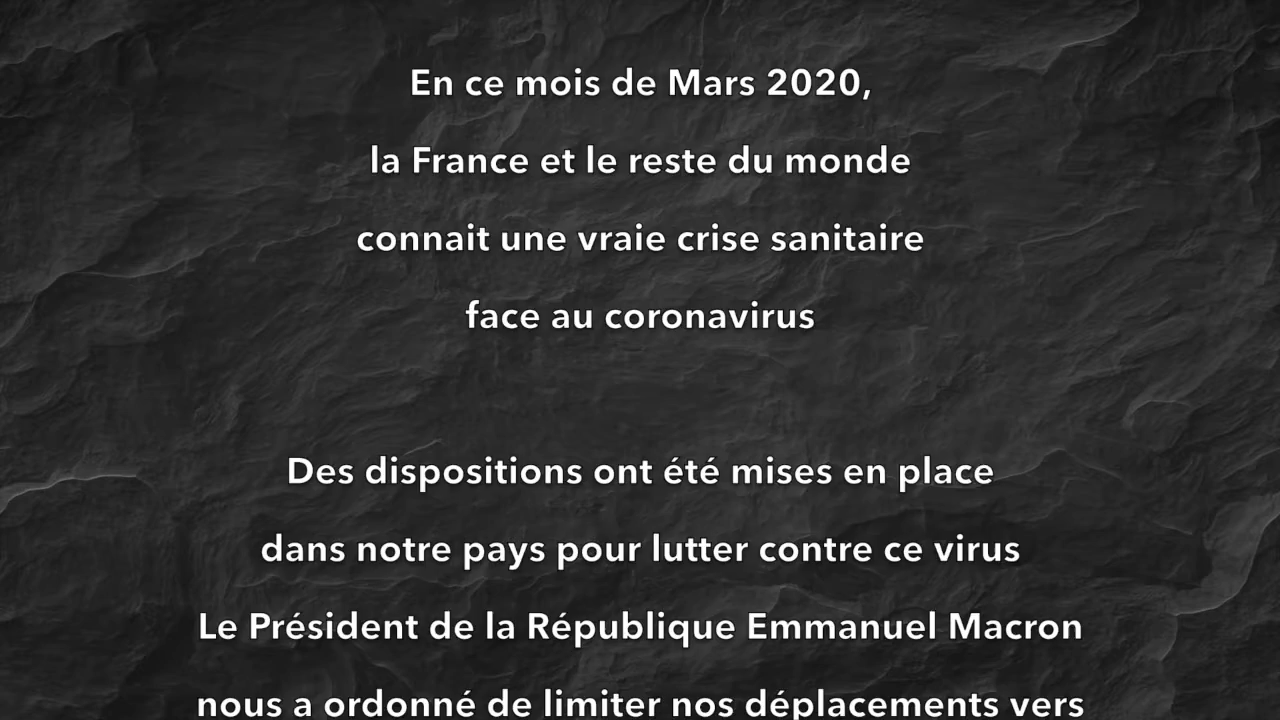 En ce mois de Mars 2020,
la France et le reste du monde
connait une vraie crise sanitaire
face au coronavirus
Des dispositions ont été mises en place
dans notre pays pour lutter contre ce virus
Le Président de la République Emmanuel Macron
nous a ordonné de limiter nos déplacements vers